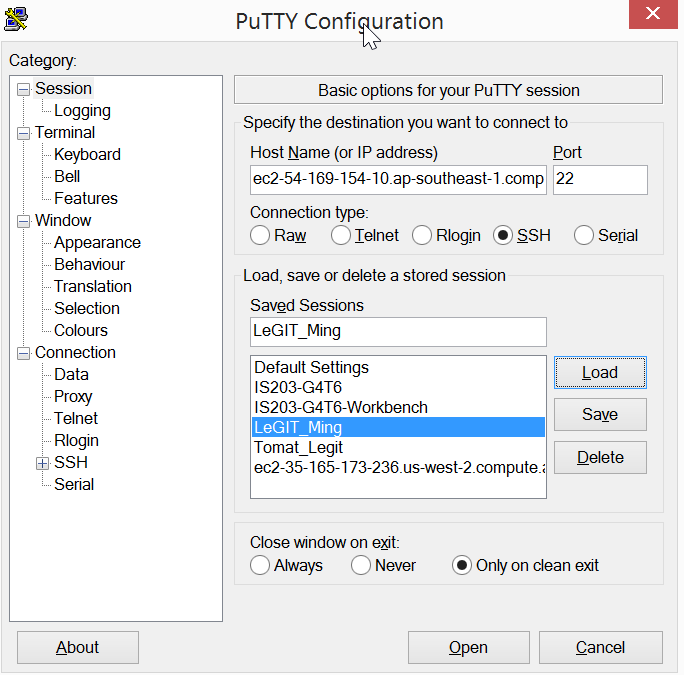 PuTTY Configuration
Category:
Session
Logging
Terminal
Keyboard
Bell
Features
Window
Appearance
Behaviour
Translation
Selection
Colours
Connection
Data
Proxy
Telnet
Rlogin
SSH
Serial
Basic options for your PuTTY session
Specify the destination you want to connect to
Host Name (or IP address) Port
ec2-54-169-154-10.ap-southeast-1.comp 22
Connection type:
Raw Telnet Rlogin SSH Serial
Load, save or delete a stored session
Saved Sessions
LeGIT_Ming
Default Settings
IS203-G4T6
IS203-G4T6-Workbench
LeGIT_Ming
Tomat_Legit
ec2-35-165-173-236.us-west-2.compute.a
Load
Save
Delete
Close window on exit:
Always Never Only on clean exit
About Open Cancel